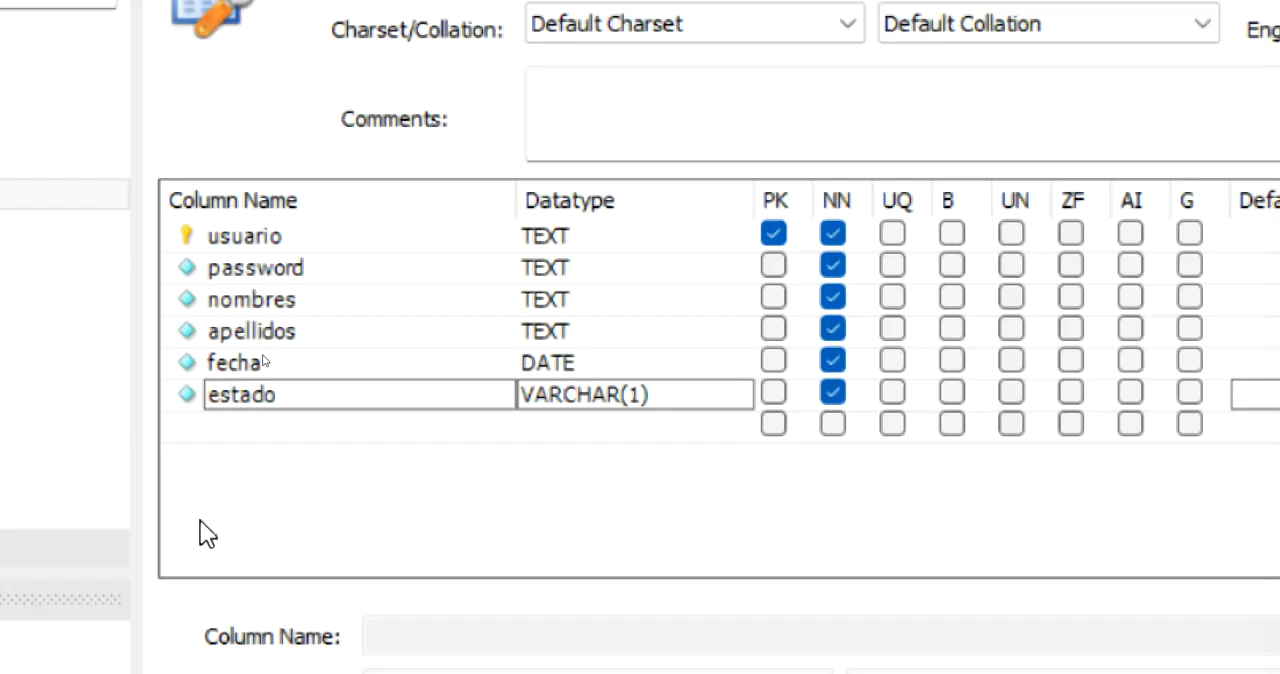 Charset/Collation: Default Charset Default Collation Eng
Comments:
Column Name Datatype PK NN UQ B UN ZF AI G Defa
usuario TEXT
password TEXT
nombres TEXT
apellidos TEXT
fecha DATE
estado VARCHAR(1)
Column Name: